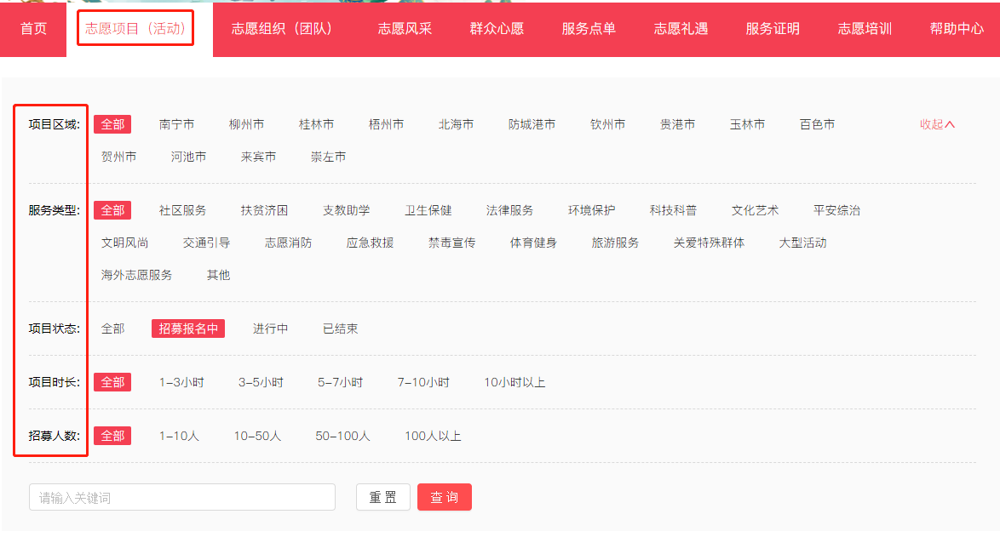 首页 志愿项目（活动） 志愿组织（团队） 志愿风采 群众心愿 服务点单 志愿礼遇 服务证明 志愿培训 帮助中心
项目区域: 全部 南宁市 柳州市 桂林市 梧州市 北海市 防城港市 钦州市 贵港市 玉林市 百色市 收起
贺州市 河池市 来宾市 崇左市
服务类型: 全部 社区服务 扶贫济困 支教助学 卫生保健 法律服务 环境保护 科技科普 文化艺术 平安综治
文明风尚 交通引导 志愿消防 应急救援 禁毒宣传 体育健身 旅游服务 关爱特殊群体 大型活动
海外志愿服务 其他
项目状态: 全部 招募报名中 进行中 已结束
项目时长: 全部 1-3小时 3-5小时 5-7小时 7-10小时 10小时以上
招募人数: 全部 1-10人 10-50人 50-100人 100人以上
请输入关键词 重置 查询